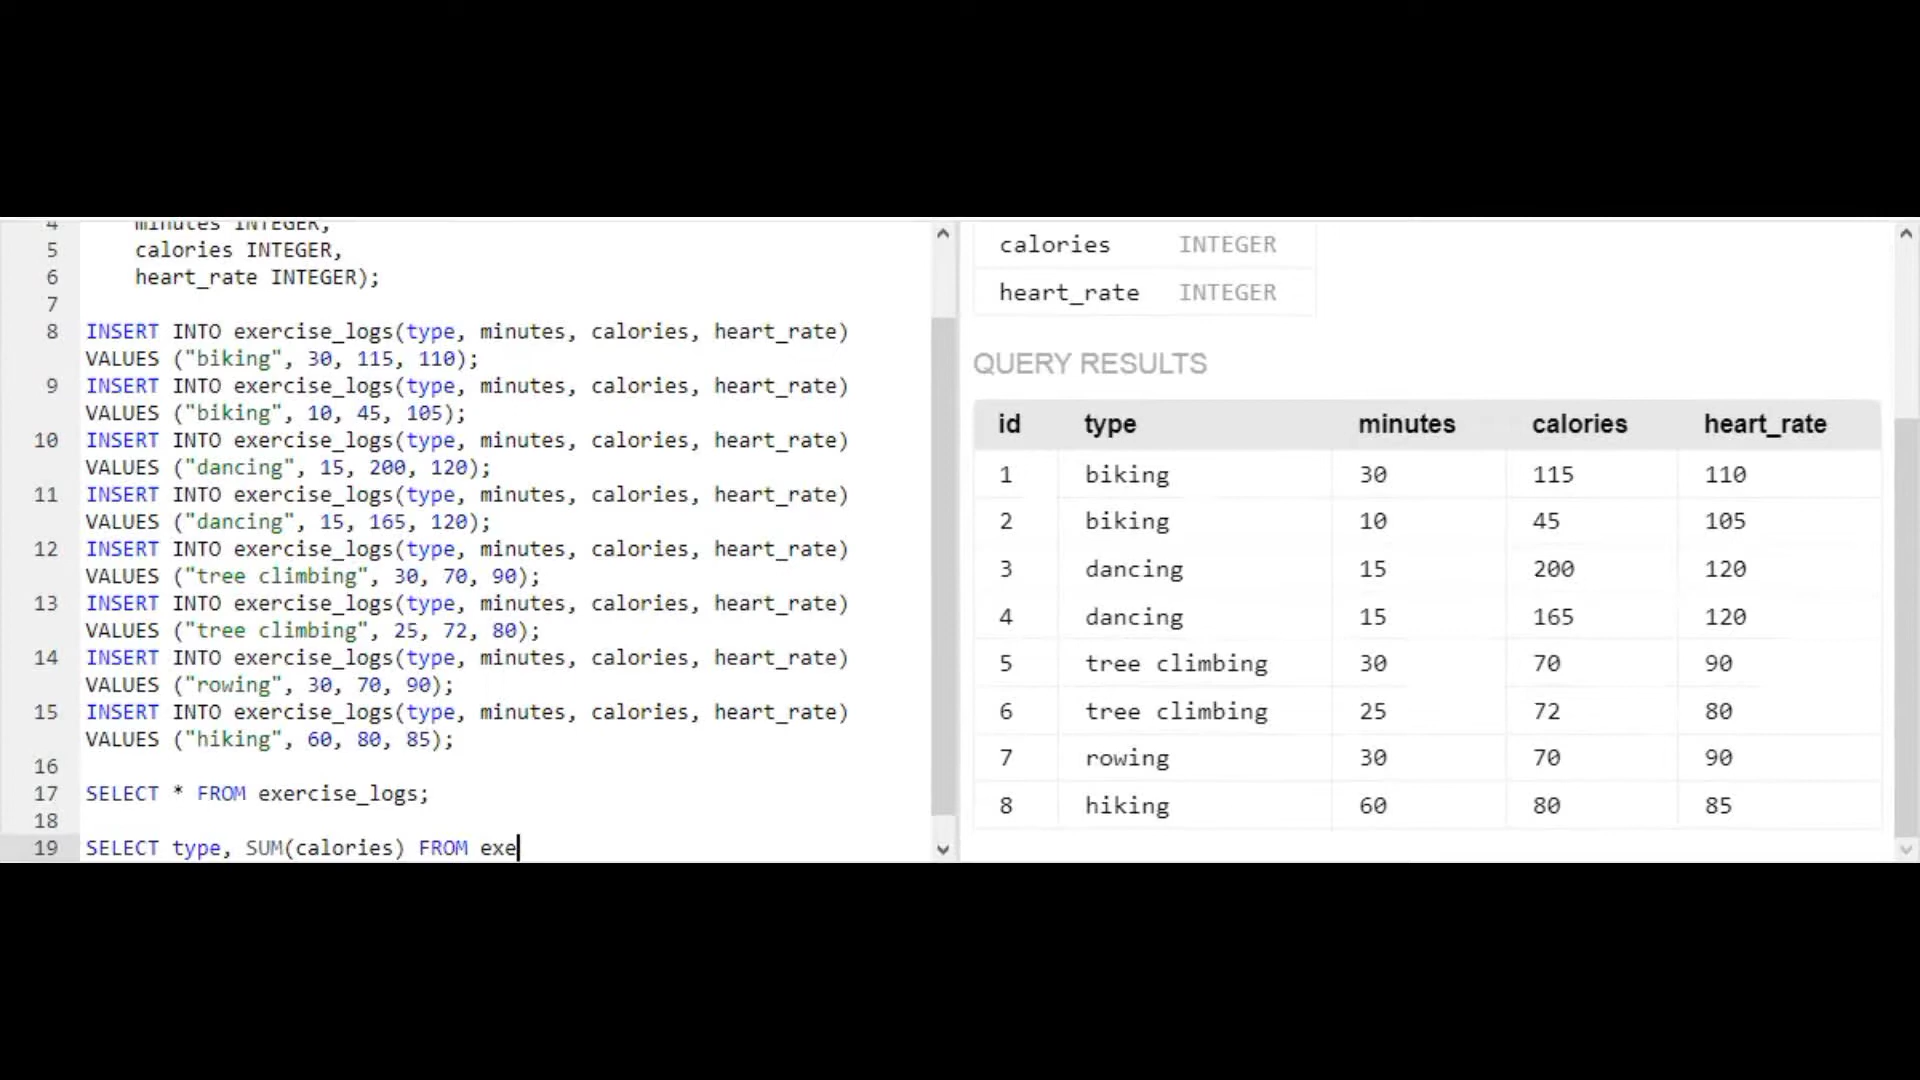 4 minutes INTEGER,
5 calories INTEGER,
6 heart_rate INTEGER);
7
8 INSERT INTO exercise_logs(type, minutes, calories, heart_rate)
VALUES ("biking", 30, 115, 110);
9 INSERT INTO exercise_logs(type, minutes, calories, heart_rate)
VALUES ("biking", 10, 45, 105);
10 INSERT INTO exercise_logs(type, minutes, calories, heart_rate)
VALUES ("dancing", 15, 200, 120);
11 INSERT INTO exercise_logs(type, minutes, calories, heart_rate)
VALUES ("dancing", 15, 165, 120);
12 INSERT INTO exercise_logs(type, minutes, calories, heart_rate)
VALUES ("tree climbing", 30, 70, 90);
13 INSERT INTO exercise_logs(type, minutes, calories, heart_rate)
VALUES ("tree climbing", 25, 72, 80);
14 INSERT INTO exercise_logs(type, minutes, calories, heart_rate)
VALUES ("rowing", 30, 70, 90);
15 INSERT INTO exercise_logs(type, minutes, calories, heart_rate)
VALUES ("hiking", 60, 80, 85);
16
17 SELECT * FROM exercise_logs;
18
19 SELECT type, SUM(calories) FROM exe
calories INTEGER
heart_rate INTEGER
QUERY RESULTS
id type minutes calories heart_rate
1 biking 30 115 110
2 biking 10 45 105
3 dancing 15 200 120
4 dancing 15 165 120
5 tree climbing 30 70 90
6 tree climbing 25 72 80
7 rowing 30 70 90
8 hiking 60 80 85